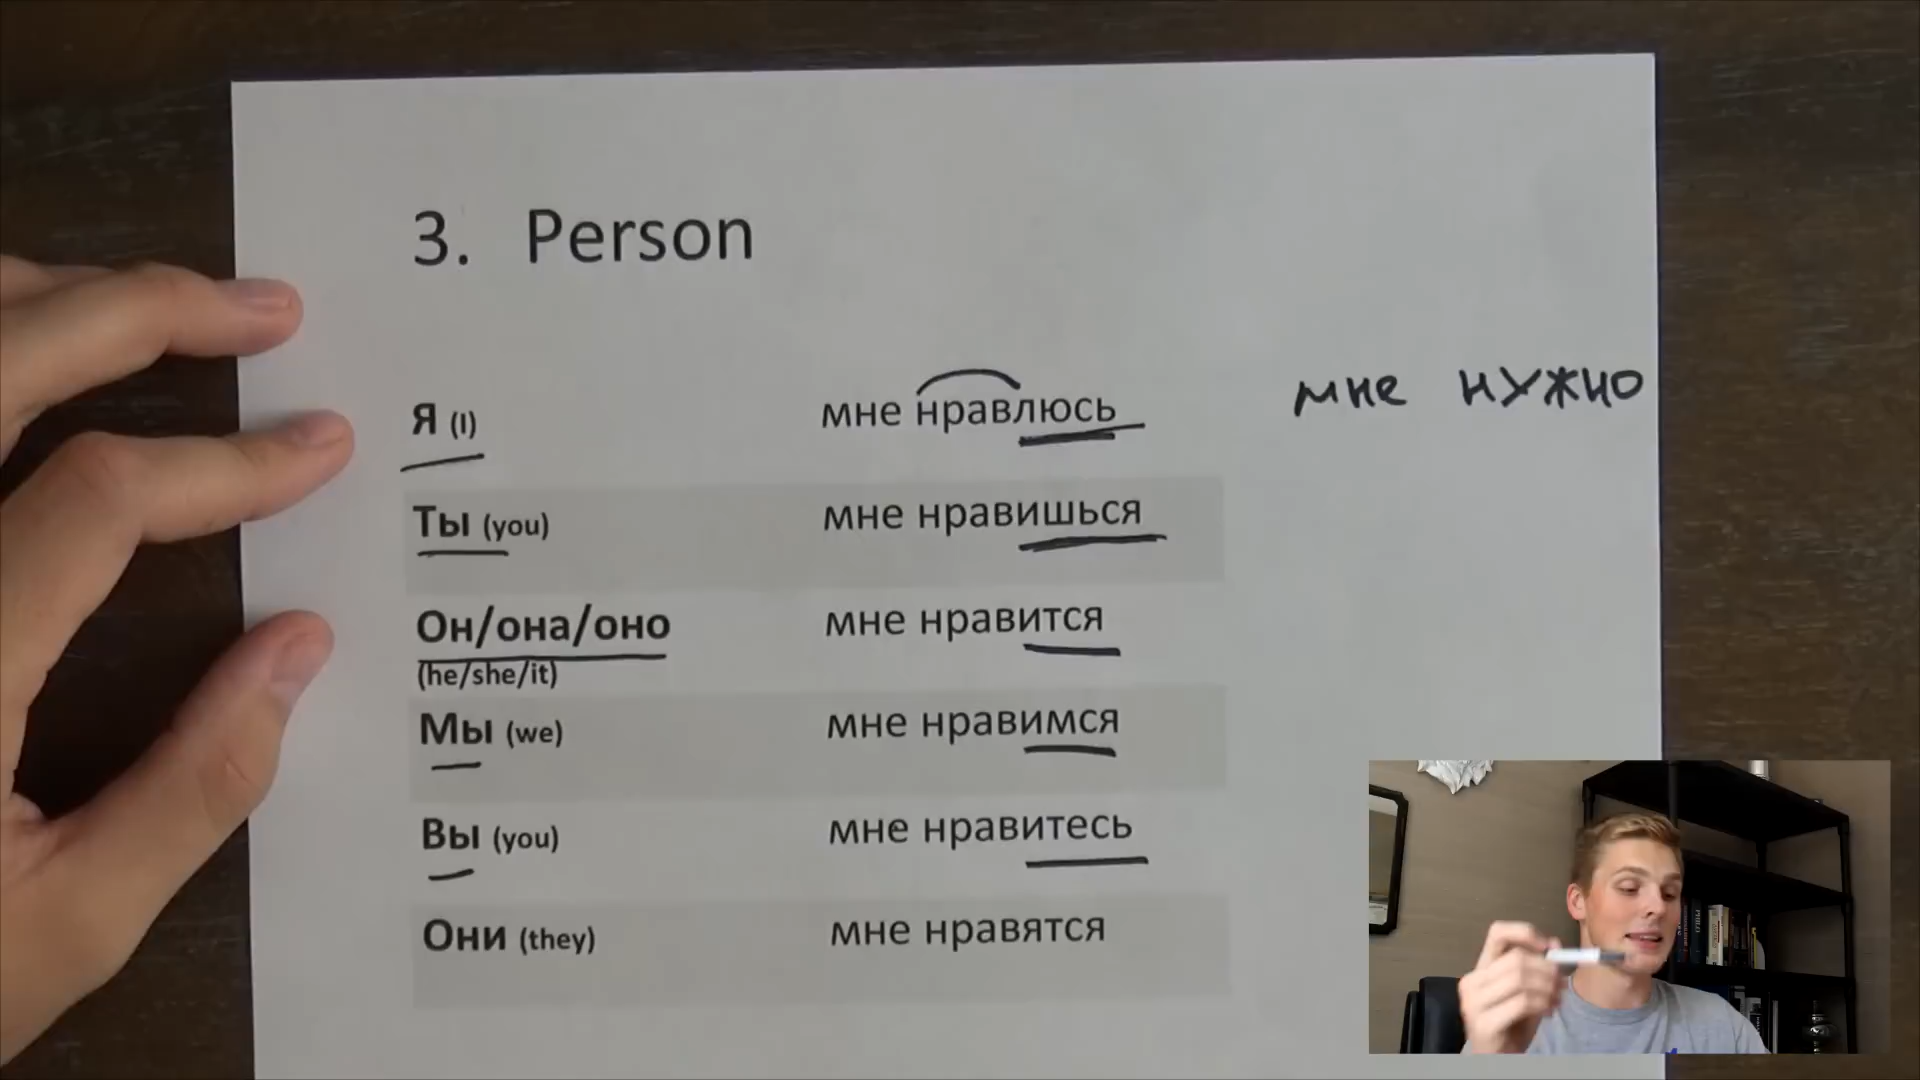 3. Person
Я (I) мне нравлюсь мне нужно
Ты (you) мне нравишься
Он/она/оно мне нравится
(he/she/it)
Мы (we) мне нравимся
Вы (you) мне нравитесь
Они (they) мне нравятся